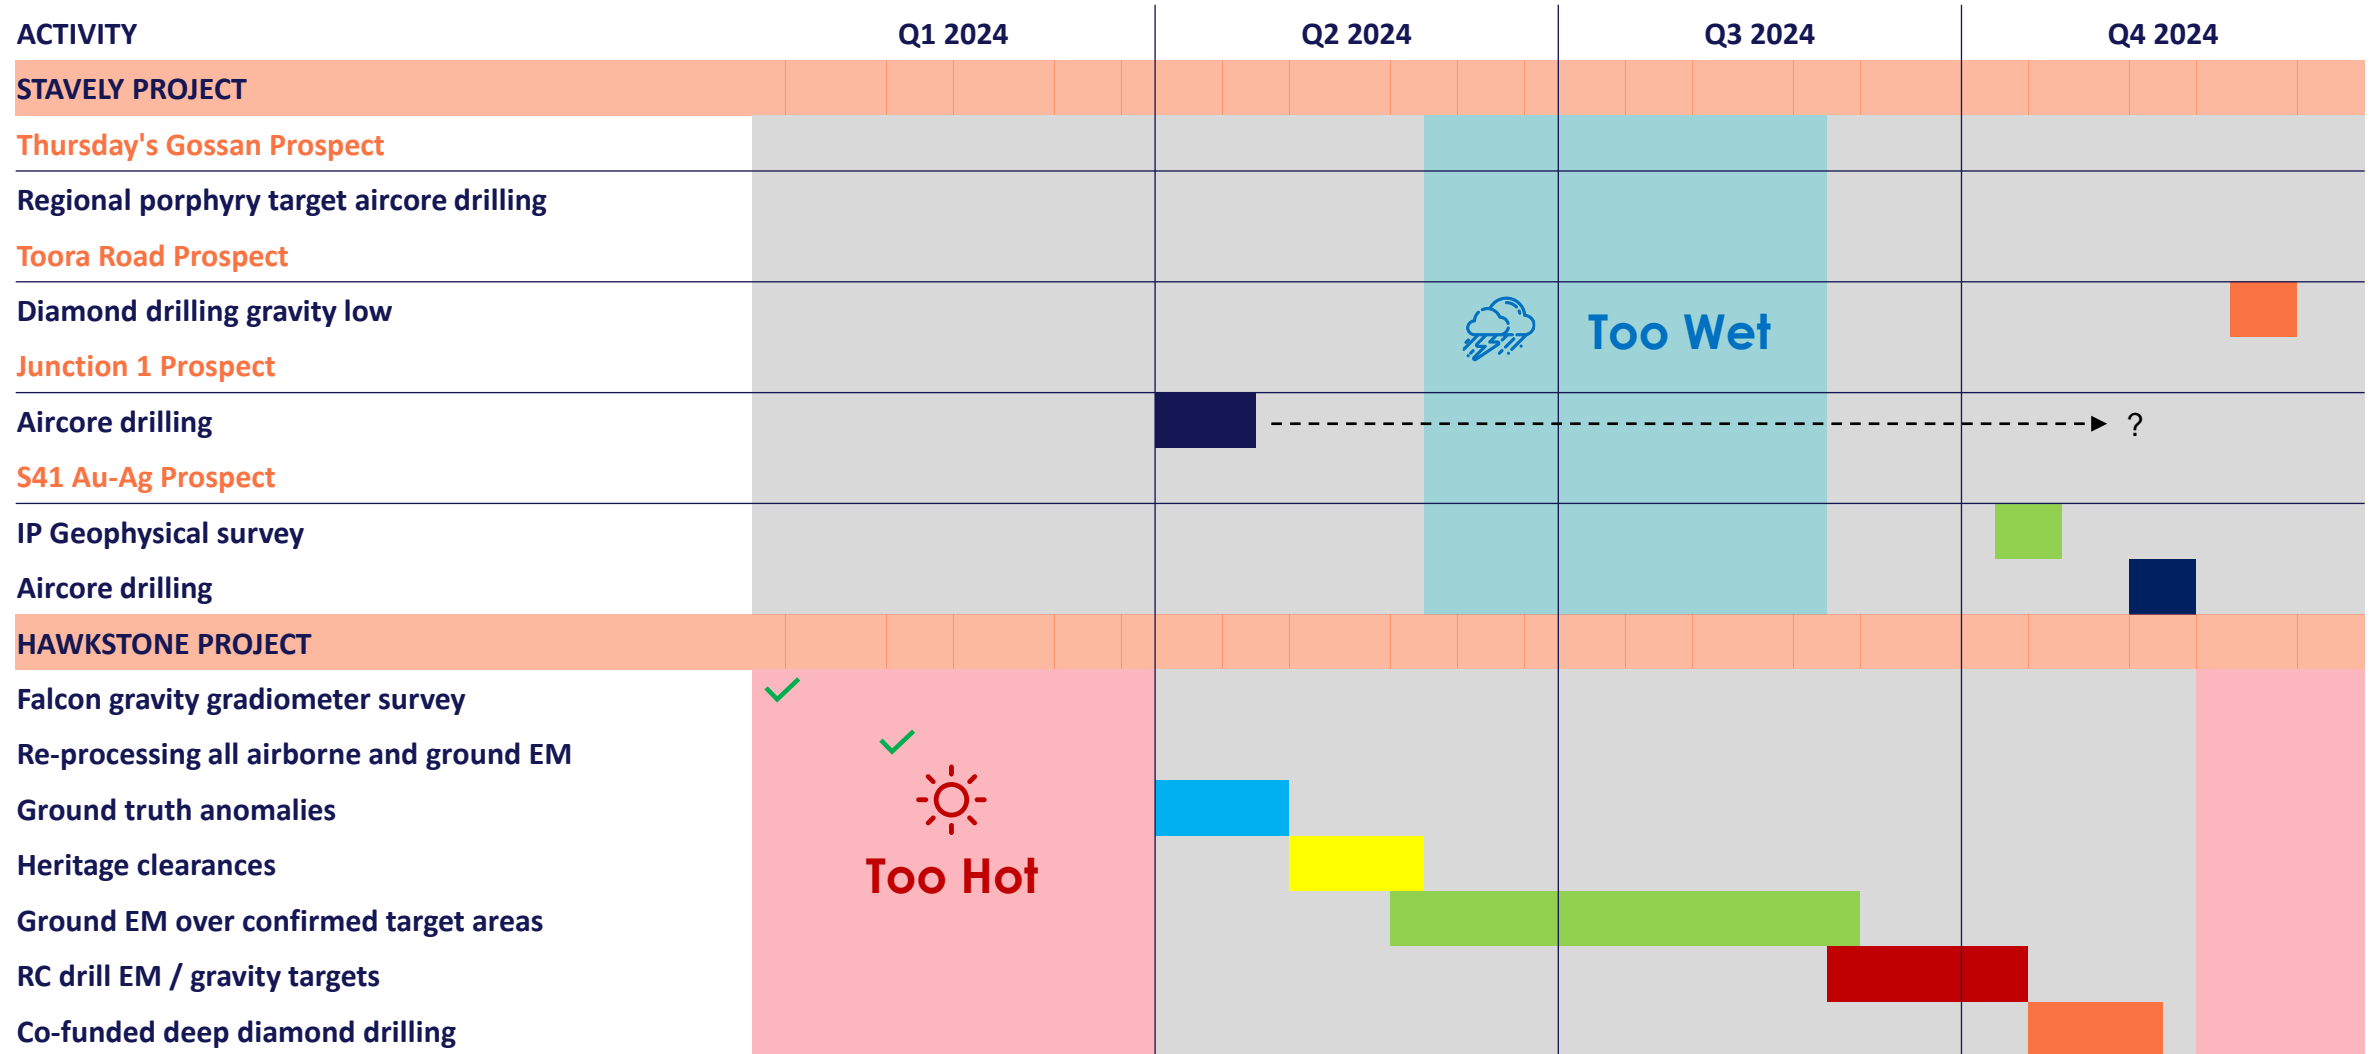 ACTIVITY Q1 2024 Q2 2024 Q3 2024 Q4 2024
STAVELY PROJECT
Thursday's Gossan Prospect
Regional porphyry target aircore drilling
Toora Road Prospect
Diamond drilling gravity low
Too Wet
Junction 1 Prospect
Aircore drilling ?
S41 Au-Ag Prospect
IP Geophysical survey
Aircore drilling
HAWKSTONE PROJECT
Falcon gravity gradiometer survey
Re-processing all airborne and ground EM
Ground truth anomalies
Heritage clearances
Too Hot
Ground EM over confirmed target areas
RC drill EM / gravity targets
Co-funded deep diamond drilling